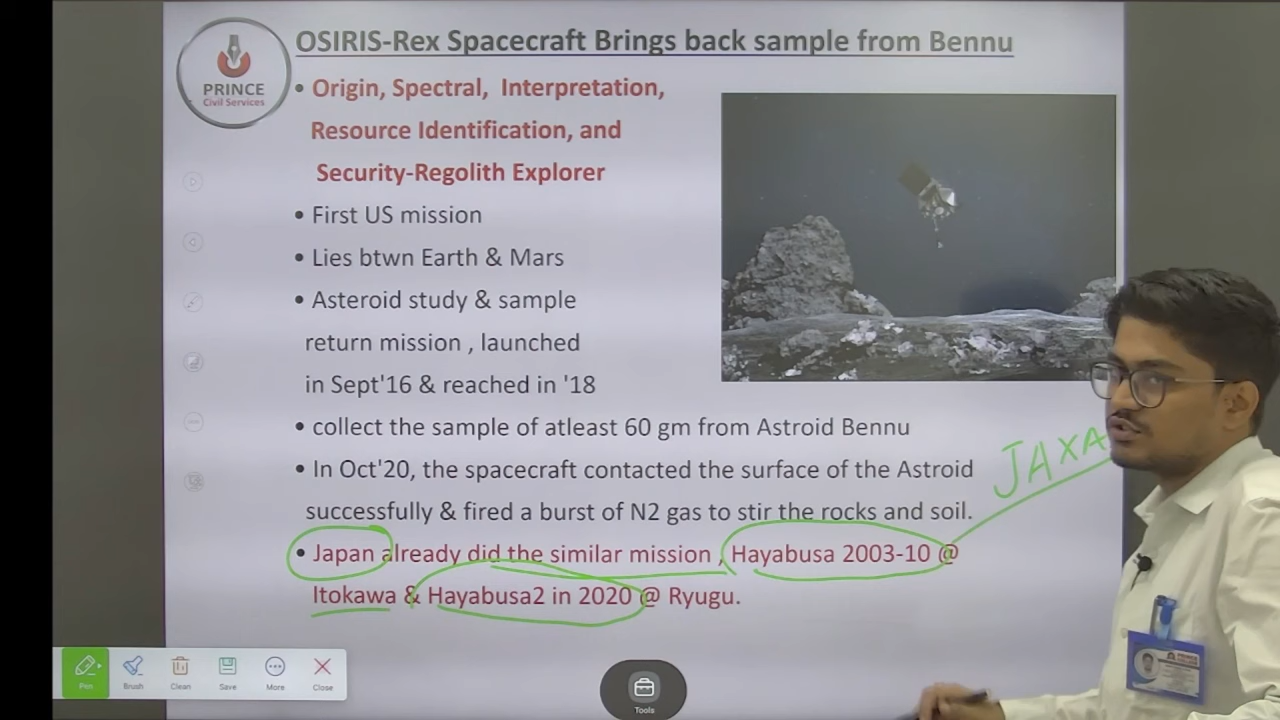 OSIRIS-Rex Spacecraft Brings back sample from Bennu
PRINCE
Civil Services
• Origin, Spectral, Interpretation,
Resource Identification, and
Security-Regolith Explorer
• First US mission
• Lies btwn Earth & Mars
• Asteroid study & sample
return mission , launched
in Sept'16 & reached in '18
• collect the sample of atleast 60 gm from Astroid Bennu
• In Oct'20, the spacecraft contacted the surface of the Astroid
successfully & fired a burst of N2 gas to stir the rocks and soil.
JAXA
• Japan already did the similar mission , Hayabusa 2003-10 @
Itokawa & Hayabusa2 in 2020 @ Ryugu.
PRINCE
Pen
Brush
Clean
Save
More
Close
Tools